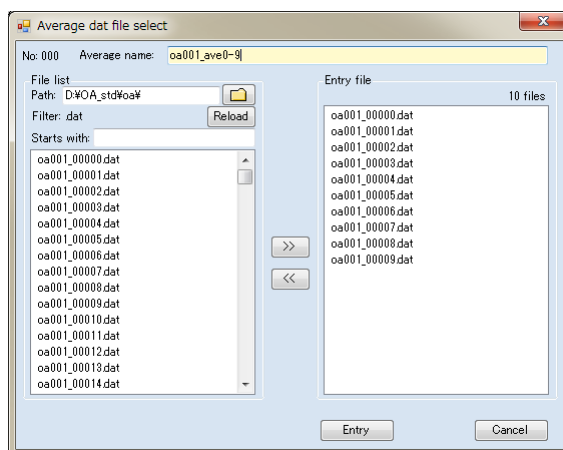 Average dat file select
No: 000 Average name: oa001_ave0-9
File list
Path: D:¥OA_std¥oa¥
Filter: .dat Reload
Starts with:
oa001_00000.dat
oa001_00001.dat
oa001_00002.dat
oa001_00003.dat
oa001_00004.dat
oa001_00005.dat
oa001_00006.dat
oa001_00007.dat
oa001_00008.dat
oa001_00009.dat
oa001_00010.dat
oa001_00011.dat
oa001_00012.dat
oa001_00013.dat
oa001_00014.dat
>>
<<
Entry file
10 files
oa001_00000.dat
oa001_00001.dat
oa001_00002.dat
oa001_00003.dat
oa001_00004.dat
oa001_00005.dat
oa001_00006.dat
oa001_00007.dat
oa001_00008.dat
oa001_00009.dat
Entry Cancel